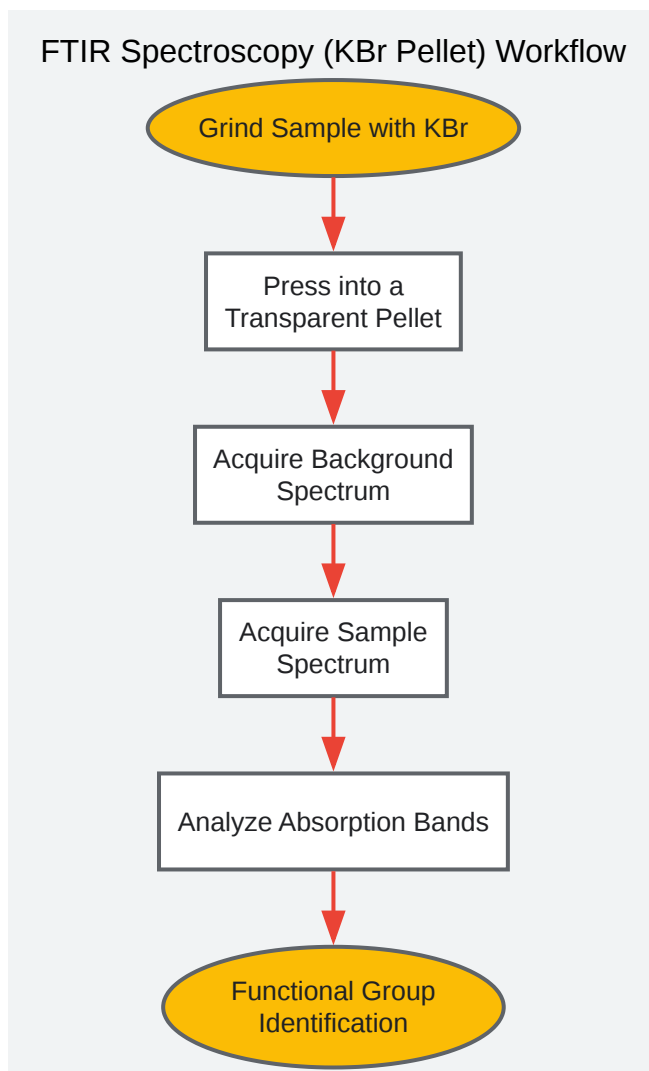 FTIR Spectroscopy (KBr Pellet) Workflow
Grind Sample with KBr
Press into a
Transparent Pellet
Acquire Background
Spectrum
Acquire Sample
Spectrum
Analyze Absorption Bands
Functional Group
Identification